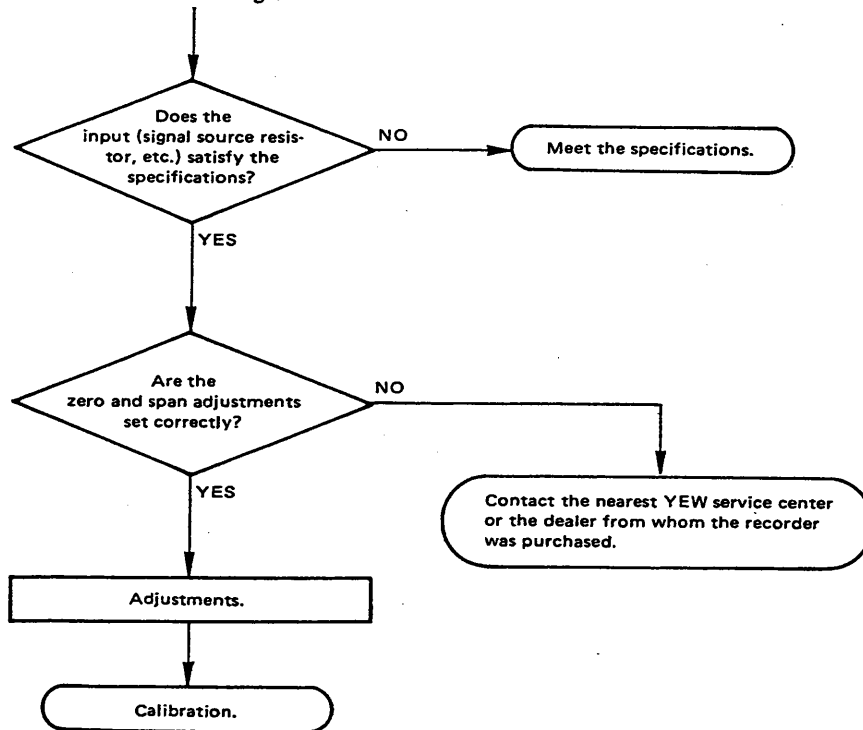 Does the
input (signal source resis-
tor, etc.) satisfy the
specifications?
NO
Meet the specifications.
YES
Are the
zero and span adjustments
set correctly?
NO
YES
Contact the nearest YEW service center
or the dealer from whom the recorder
was purchased.
Adjustments.
Calibration.